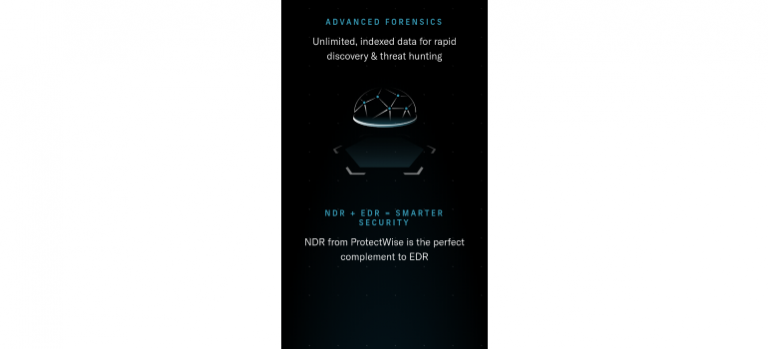 ADVANCED FORENSICS
Unlimited, indexed data for rapid
discovery & threat hunting
NDR + EDR = SMARTER
SECURITY
NDR from ProtectWise is the perfect
complement to EDR